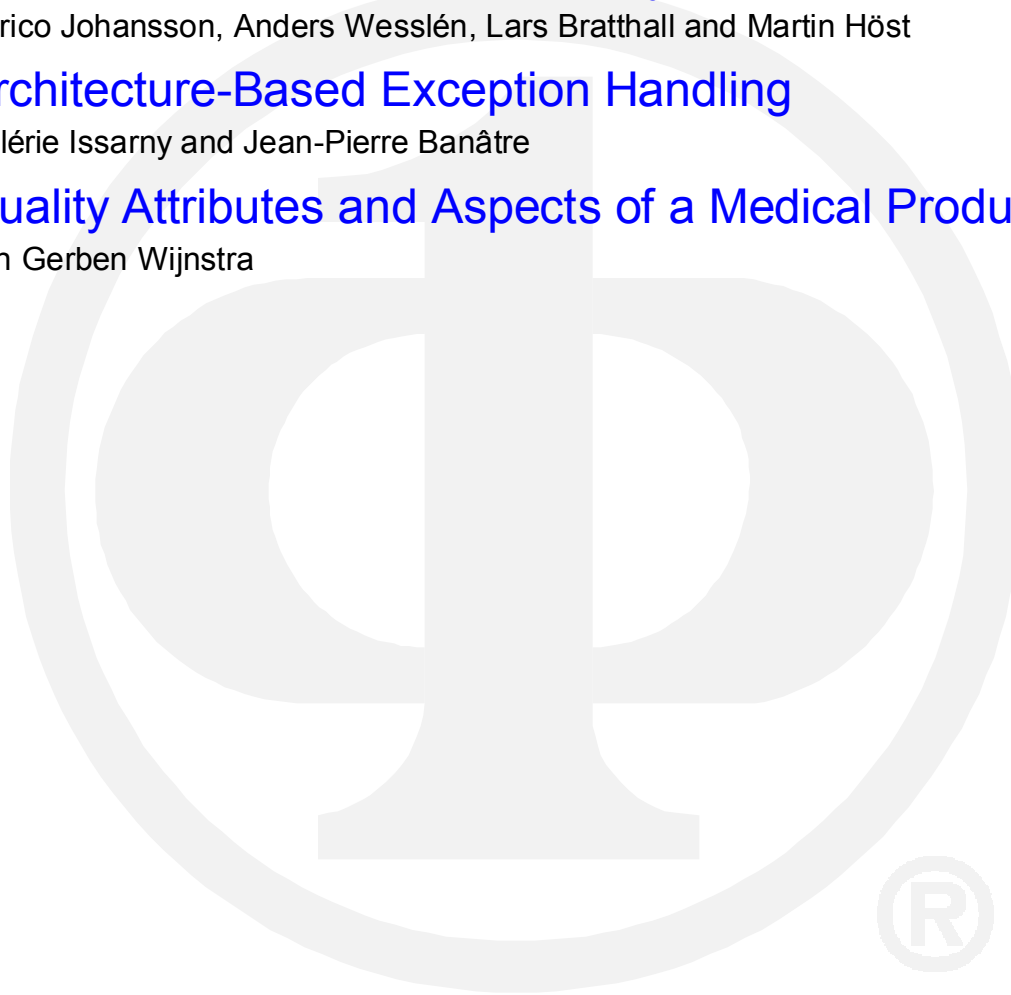 rico Johansson, Anders Wesslén, Lars Bratthall and Martin Höst
rchitecture-Based Exception Handling
lérie Issarny and Jean-Pierre Banâtre
uality Attributes and Aspects of a Medical Produ
n Gerben Wijnstra
®